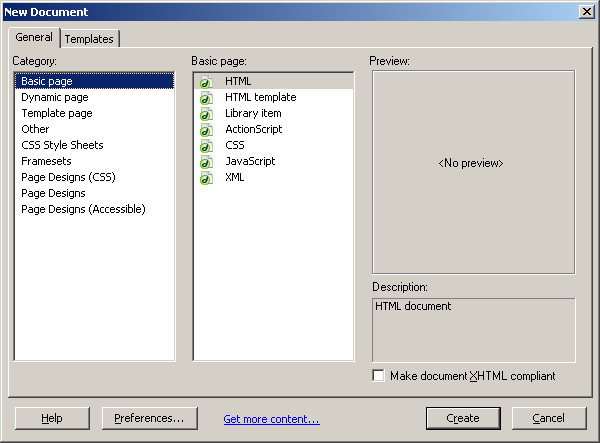 New Document
General
Templates
Category:
Basic page
Dynamic page
Template page
Other
CSS Style Sheets
Framesets
Page Designs (CSS)
Page Designs
Page Designs (Accessible)
Basic page:
HTML
HTML template
Library item
ActionScript
CSS
JavaScript
XML
Preview:
<No preview>
Description:
HTML document
Make document XHTML compliant
Help
Preferences...
Get more content...
Create
Cancel